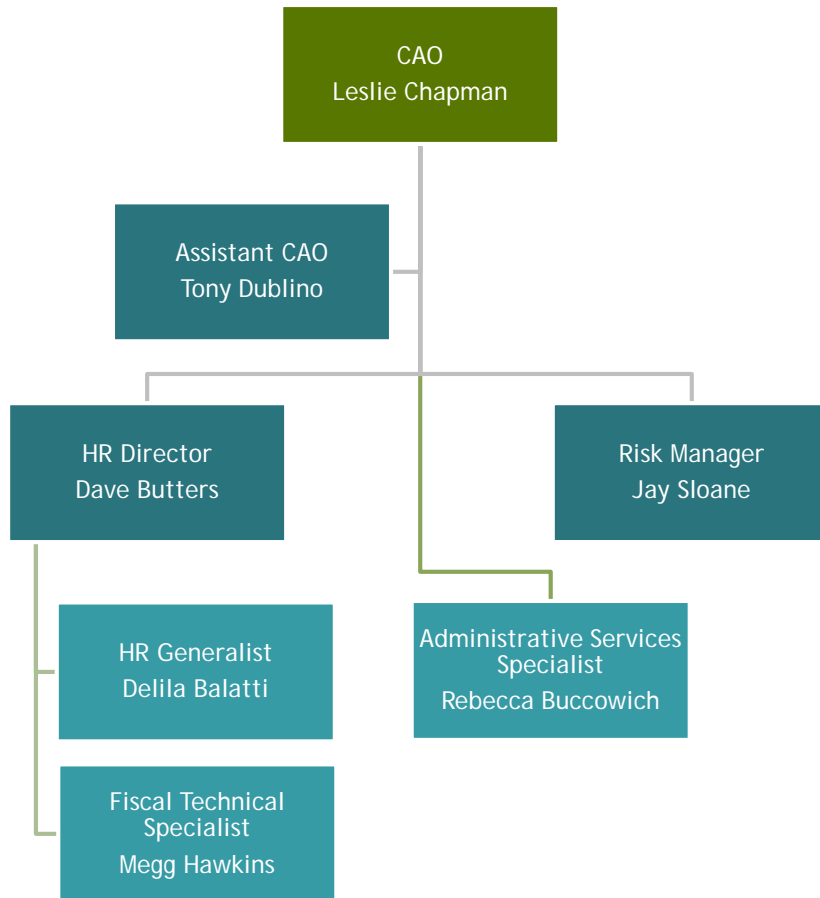 CAO
Leslie Chapman
Assistant CAO
Tony Dublino
HR Director
Dave Butters
Risk Manager
Jay Sloane
HR Generalist
Delila Balatti
Administrative Services
Specialist
Rebecca Buccowich
Fiscal Technical
Specialist
Megg Hawkins